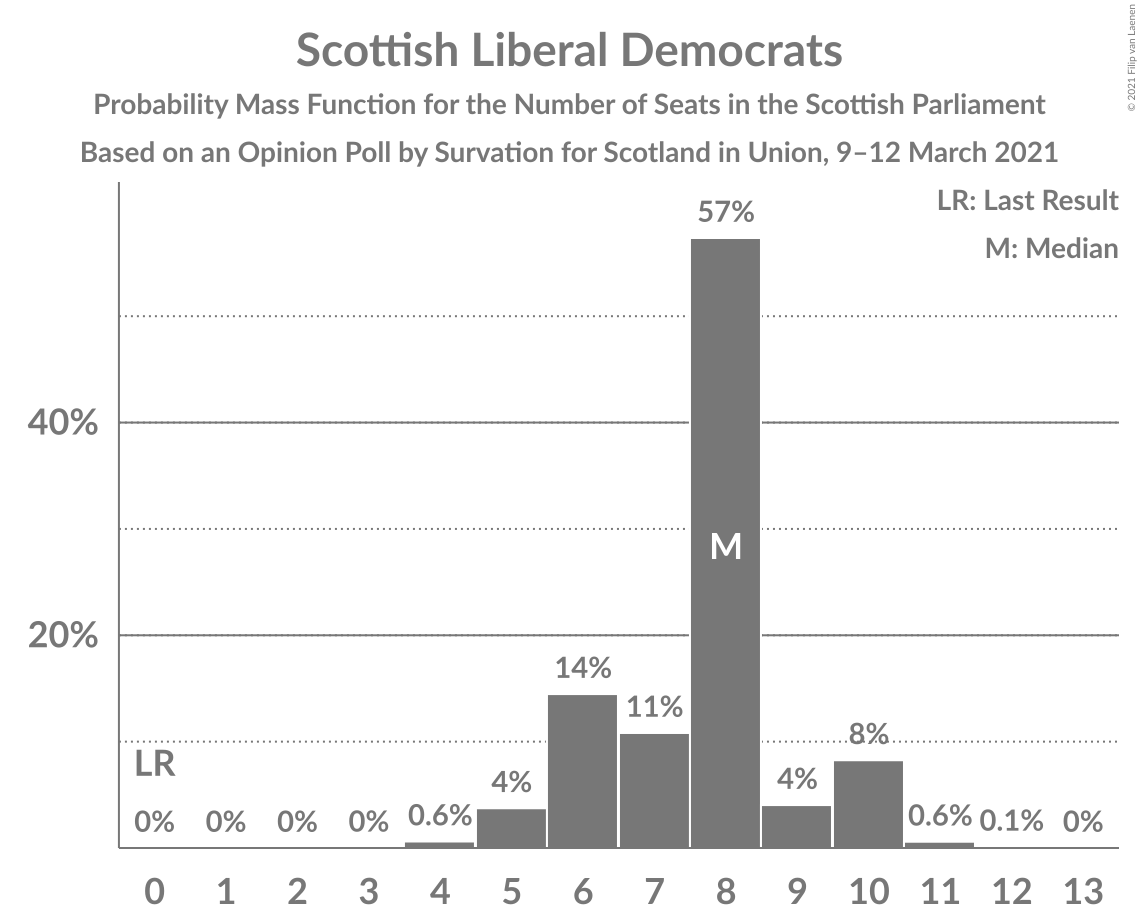 © 2021 Filip van Laenen
Scottish Liberal Democrats
Probability Mass Function for the Number of Seats in the Scottish Parliament
Based on an Opinion Poll by Survation for Scotland in Union, 9–12 March 2021
LR: Last Result
M: Median
57%
40%
M
20%
14%
11%
8%
LR
4%
4%
0%
0%
0%
0%
0.6%
0.6%
0.1%
0%
0 1 2 3 4 5 6 7 8 9 10 11 12 13